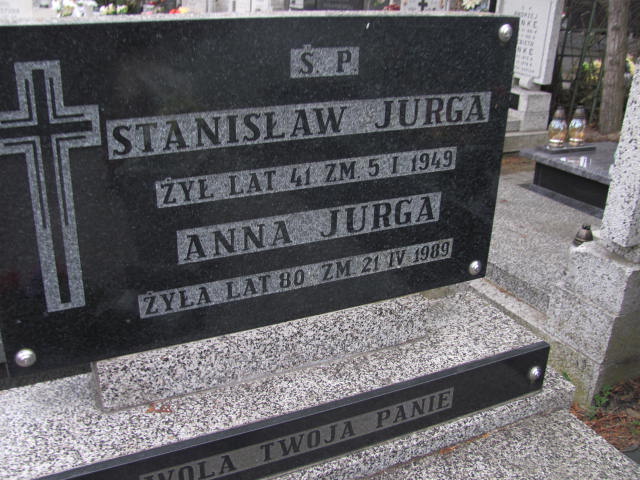 Ś. P
STANISŁAW JURGA
ŻYŁ LAT 41 ZM 5 I 1949
ANNA JURGA
ŻYŁA LAT 80 ZM 21 IV 1989
WOLA TWOJA PANIE